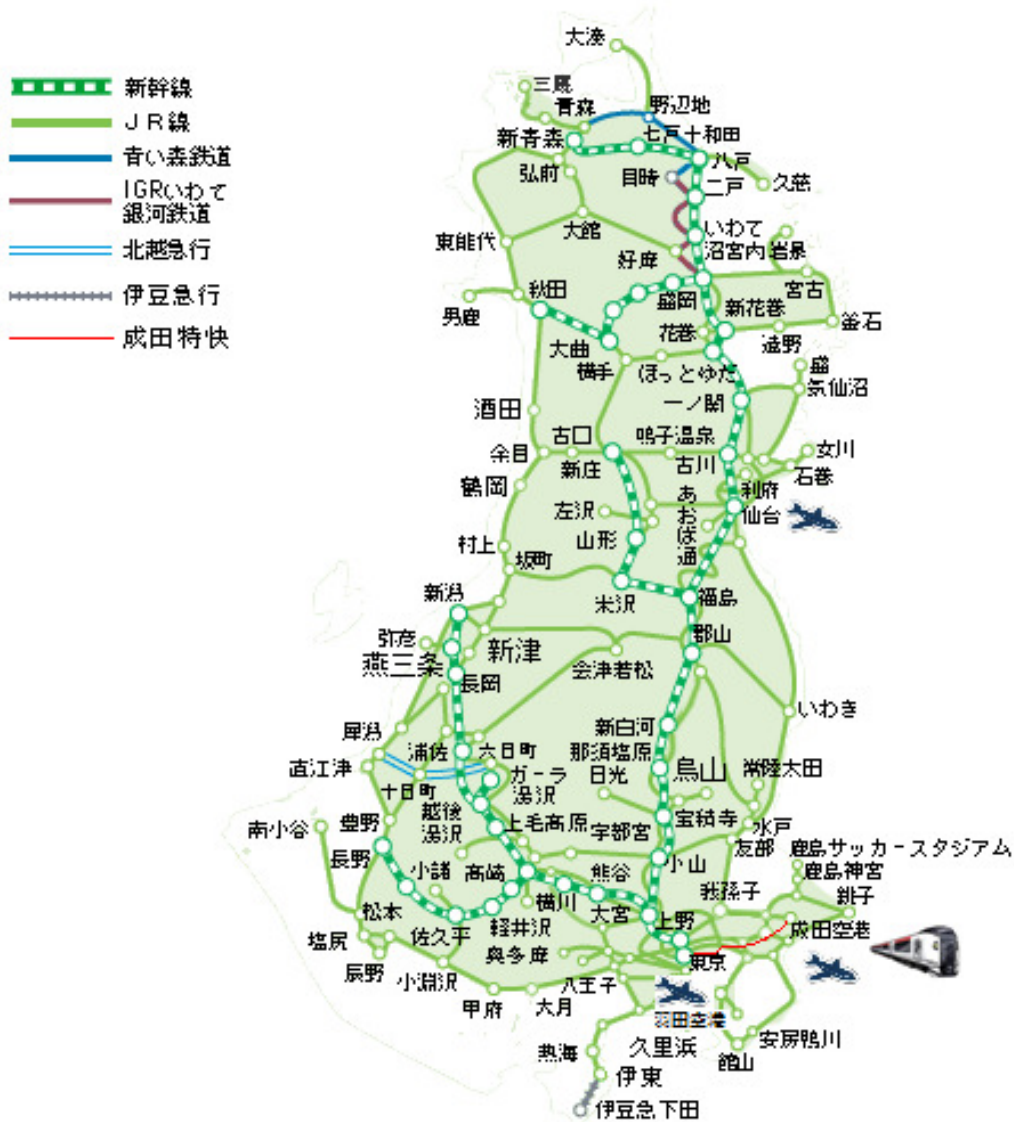 新幹線
JR線
青い森鉄道
IGRいわて
銀河鉄道
北越急行
伊豆急行
成田特快
大湊
三厩
青森
野辺地
新青森
七戸十和田
八戸
弘前
目時
二戸
久慈
大館
いわて
沼宮内
岩泉
東能代
好摩
秋田
盛岡
宮古
男鹿
新花巻
釜石
大曲
花巻
遠野
横手
ほっとゆだ
盛
気仙沼
一ノ関
酒田
古口
鳴子温泉
女川
余目
新庄
古川
石巻
鶴岡
利府
左沢
あおば通
仙台
村上
山形
坂町
新潟
米沢
福島
弥彦
新津
郡山
燕三条
会津若松
長岡
いわき
犀潟
新白河
浦佐
六日町
那須塩原
烏山
常陸太田
直江津
ガーラ
湯沢
日光
十日町
越後
湯沢
宝積寺
南小谷
豊野
上毛高原
宇都宮
水戸
友部
鹿島サッカースタジアム
長野
小諸
高崎
熊谷
小山
鹿島神宮
我孫子
銚子
松本
横川
大宮
軽井沢
上野
成田空港
塩尻
佐久平
奥多摩
東京
辰野
小淵沢
八王子
甲府
大月
羽田空港
安房鴨川
熱海
久里浜
館山
伊東
伊豆急下田